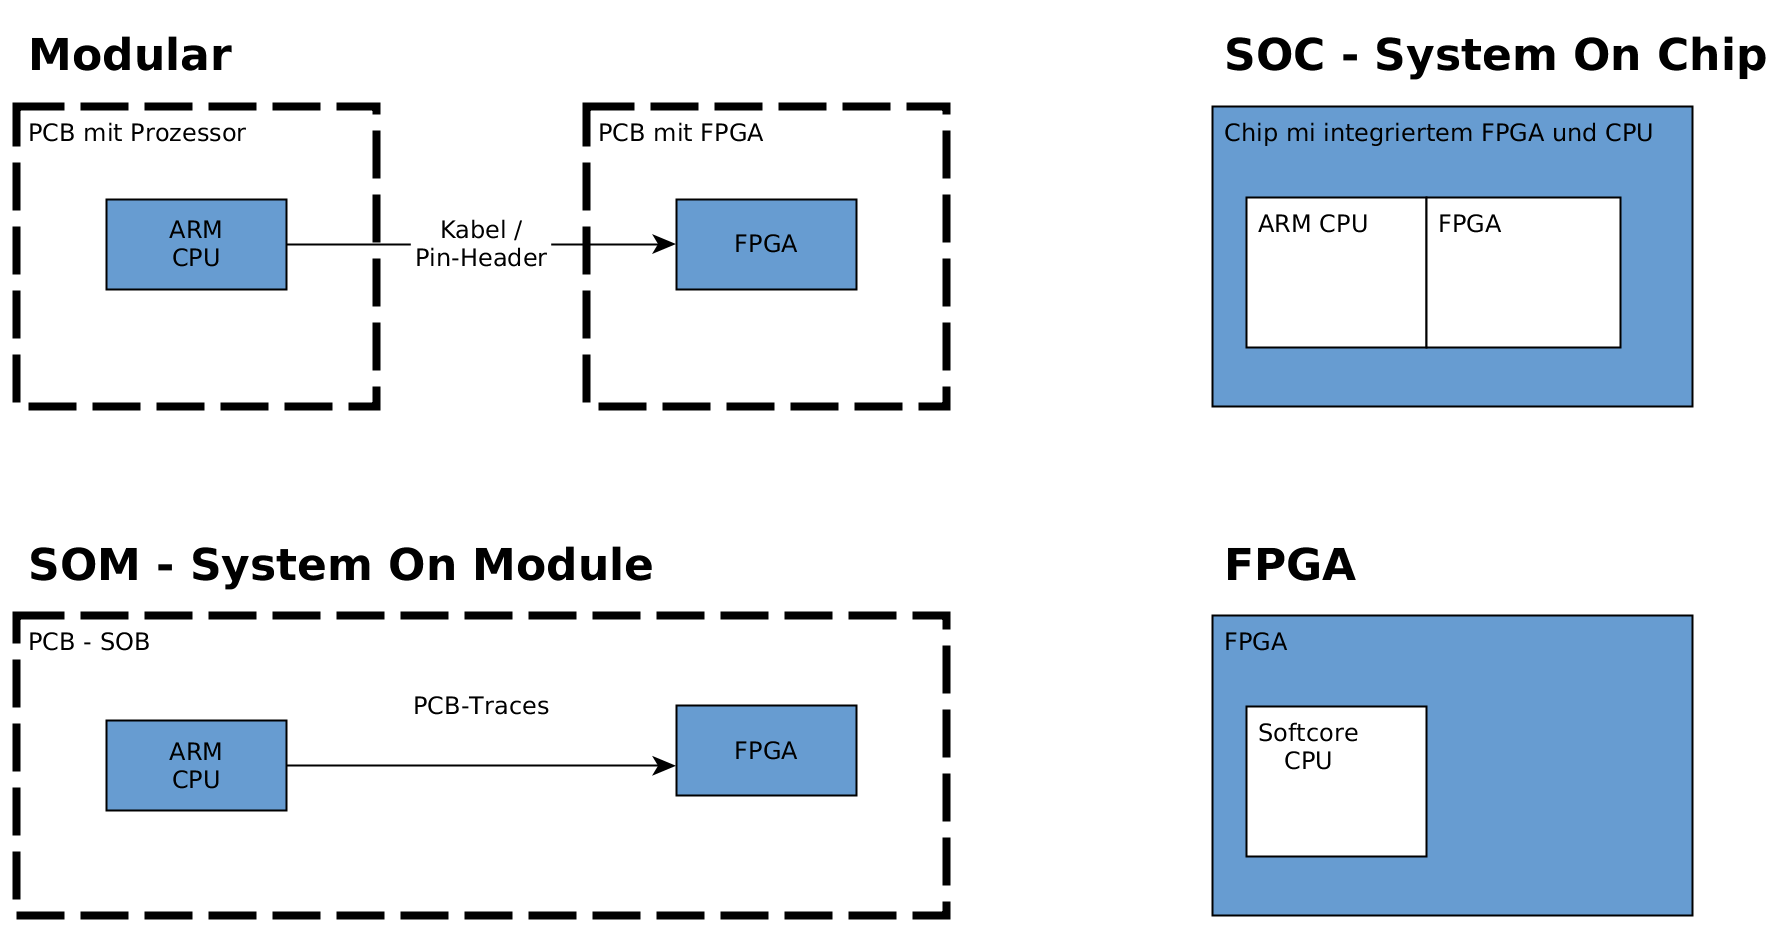 Modular
PCB mit Prozessor
ARM
CPU
Kabel /
Pin-Header
PCB mit FPGA
FPGA
SOC - System On Chip
Chip mi integriertem FPGA und CPU
ARM CPU
FPGA
SOM - System On Module
PCB - SOB
ARM
CPU
PCB-Traces
FPGA
FPGA
FPGA
Softcore
CPU